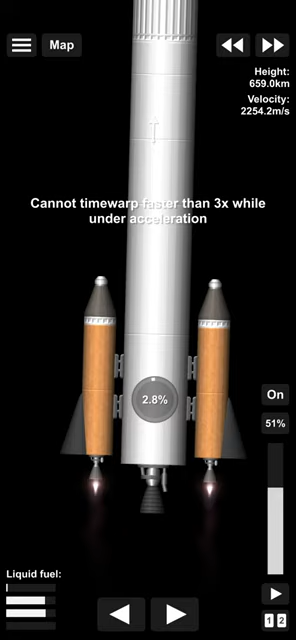 Map
Height:
659.0km
Velocity:
2254.2m/s
Cannot timewarp faster than 3x while
under acceleration
2.8%
On
51%
Liquid fuel:
1 2